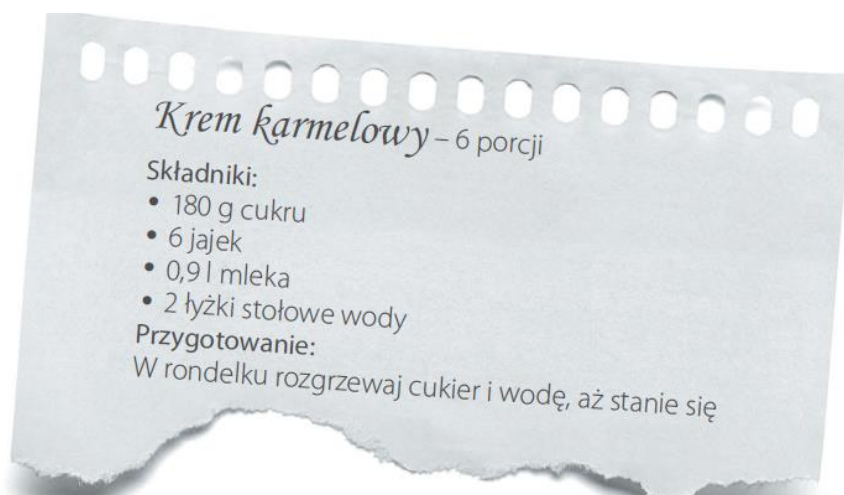 Krem karmelowy – 6 porcji
Składniki:
• 180 g cukru
• 6 jajek
• 0,9 l mleka
• 2 łyżki stołowe wody
Przygotowanie:
W rondelku rozgrzewaj cukier i wodę, aż stanie się